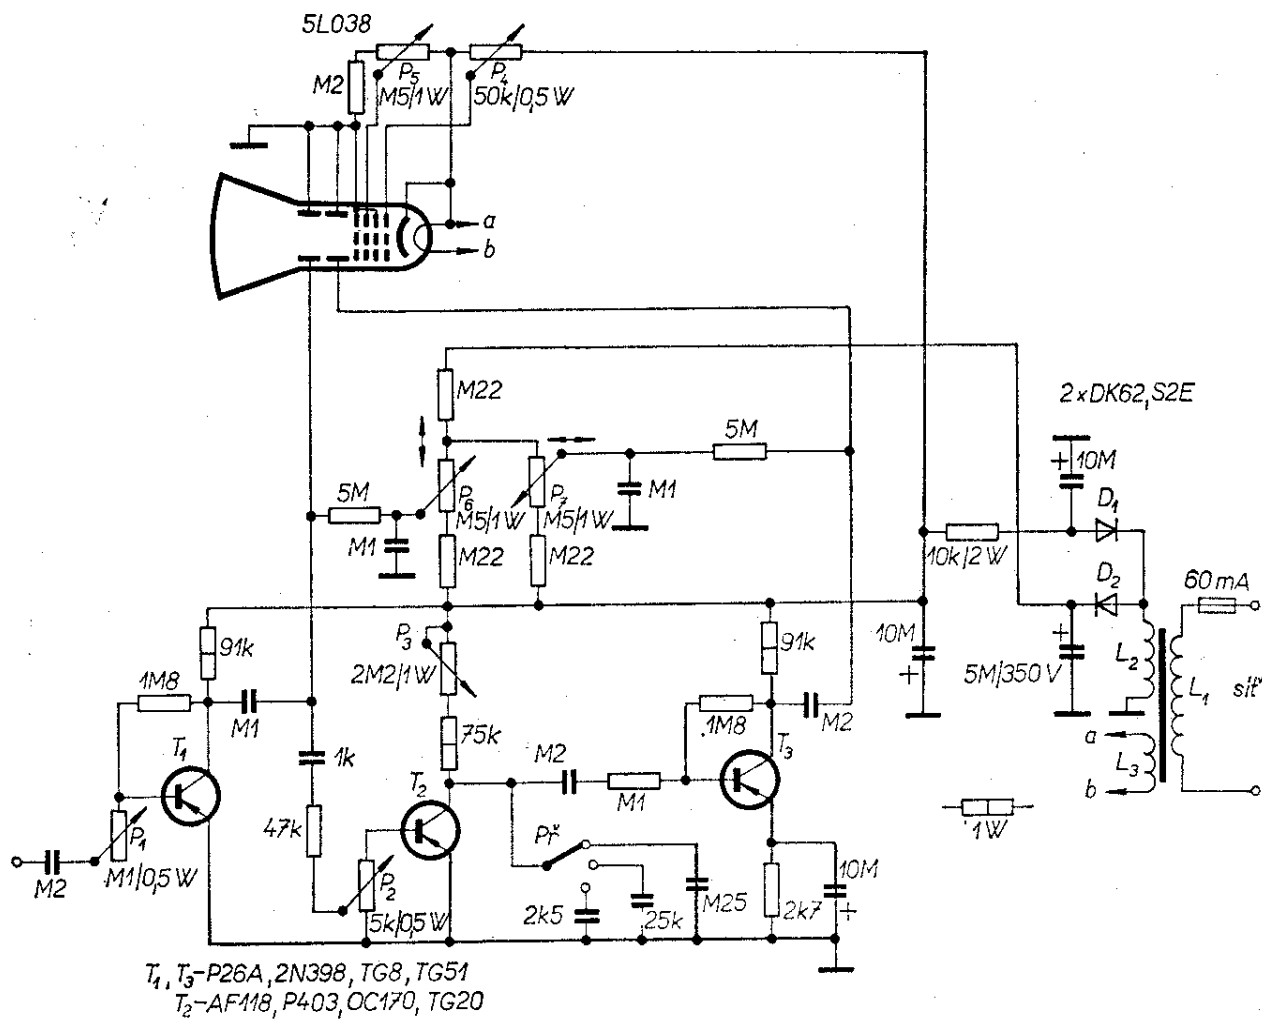 5L038
P5
P4
M2
M5/1W
50k/0,5W
a
b
M22
2xDK62,S2E
5M
10M
5M
P6
P7
M1
D1
M5/1W
M5/1W
M1
M22
M22
10k/2W
D2
60mA
P3
10M
91k
91k
L2
2M2/1W
5M/350V
1M8
L1
síť
M1
1M8
M2
75k
T1
T3
a
1k
M2
L3
T2
b
M1
47k
Př
1W
P1
P2
10M
M2
M1/0,5W
M25
5k/0,5W
2k5
25k
2k7
T1, T3-P26A, 2N398, TG8, TG51
T2-AF118, P403, OC170, TG20